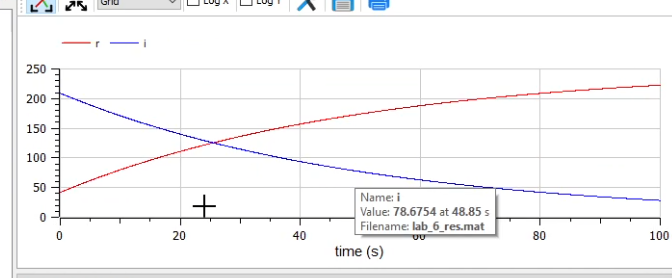 Grid
Log X
Log Y
r
i
250
200
150
100
50
0
0 20 40 60 80 100
time (s)
Name: i
Value: 78.6754 at 48.85 s
Filename: lab_6_res.mat